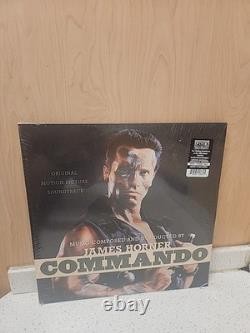 ORIGINAL
MOTION PICTURE
SOUNDTRACK
MUSIC COMPOSED AND CONDUCTED BY
JAMES HORNER
COMMANDO